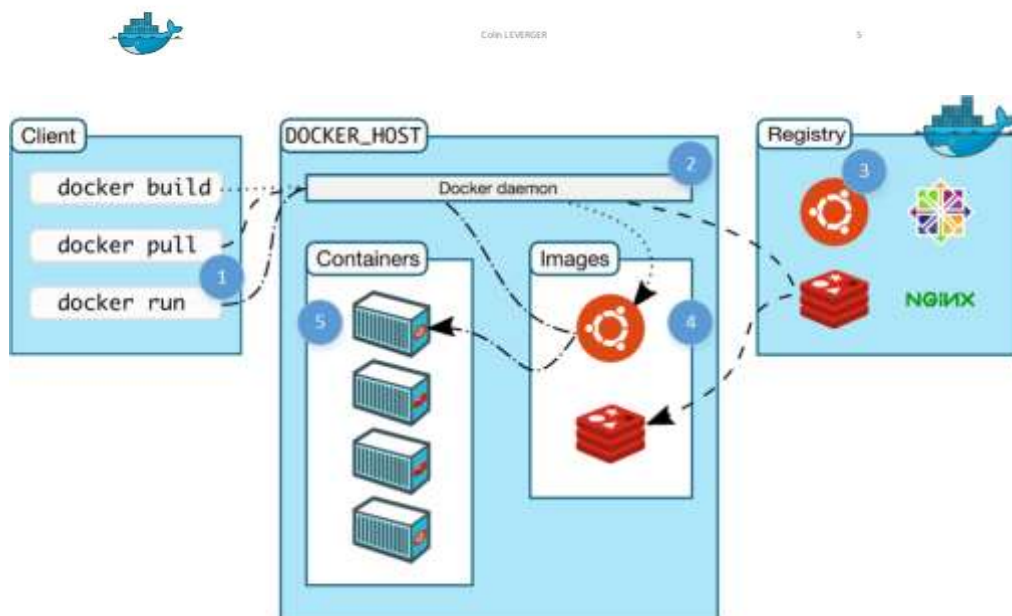 Colin LEVERGER
5
Client
docker build
docker pull
docker run
1
DOCKER_HOST
Docker daemon
2
Containers
5
Images
4
Registry
3
NGINX